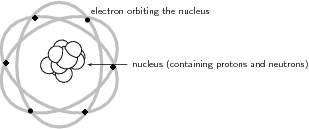 electron orbiting the nucleus
nucleus (containing protons and neutrons)